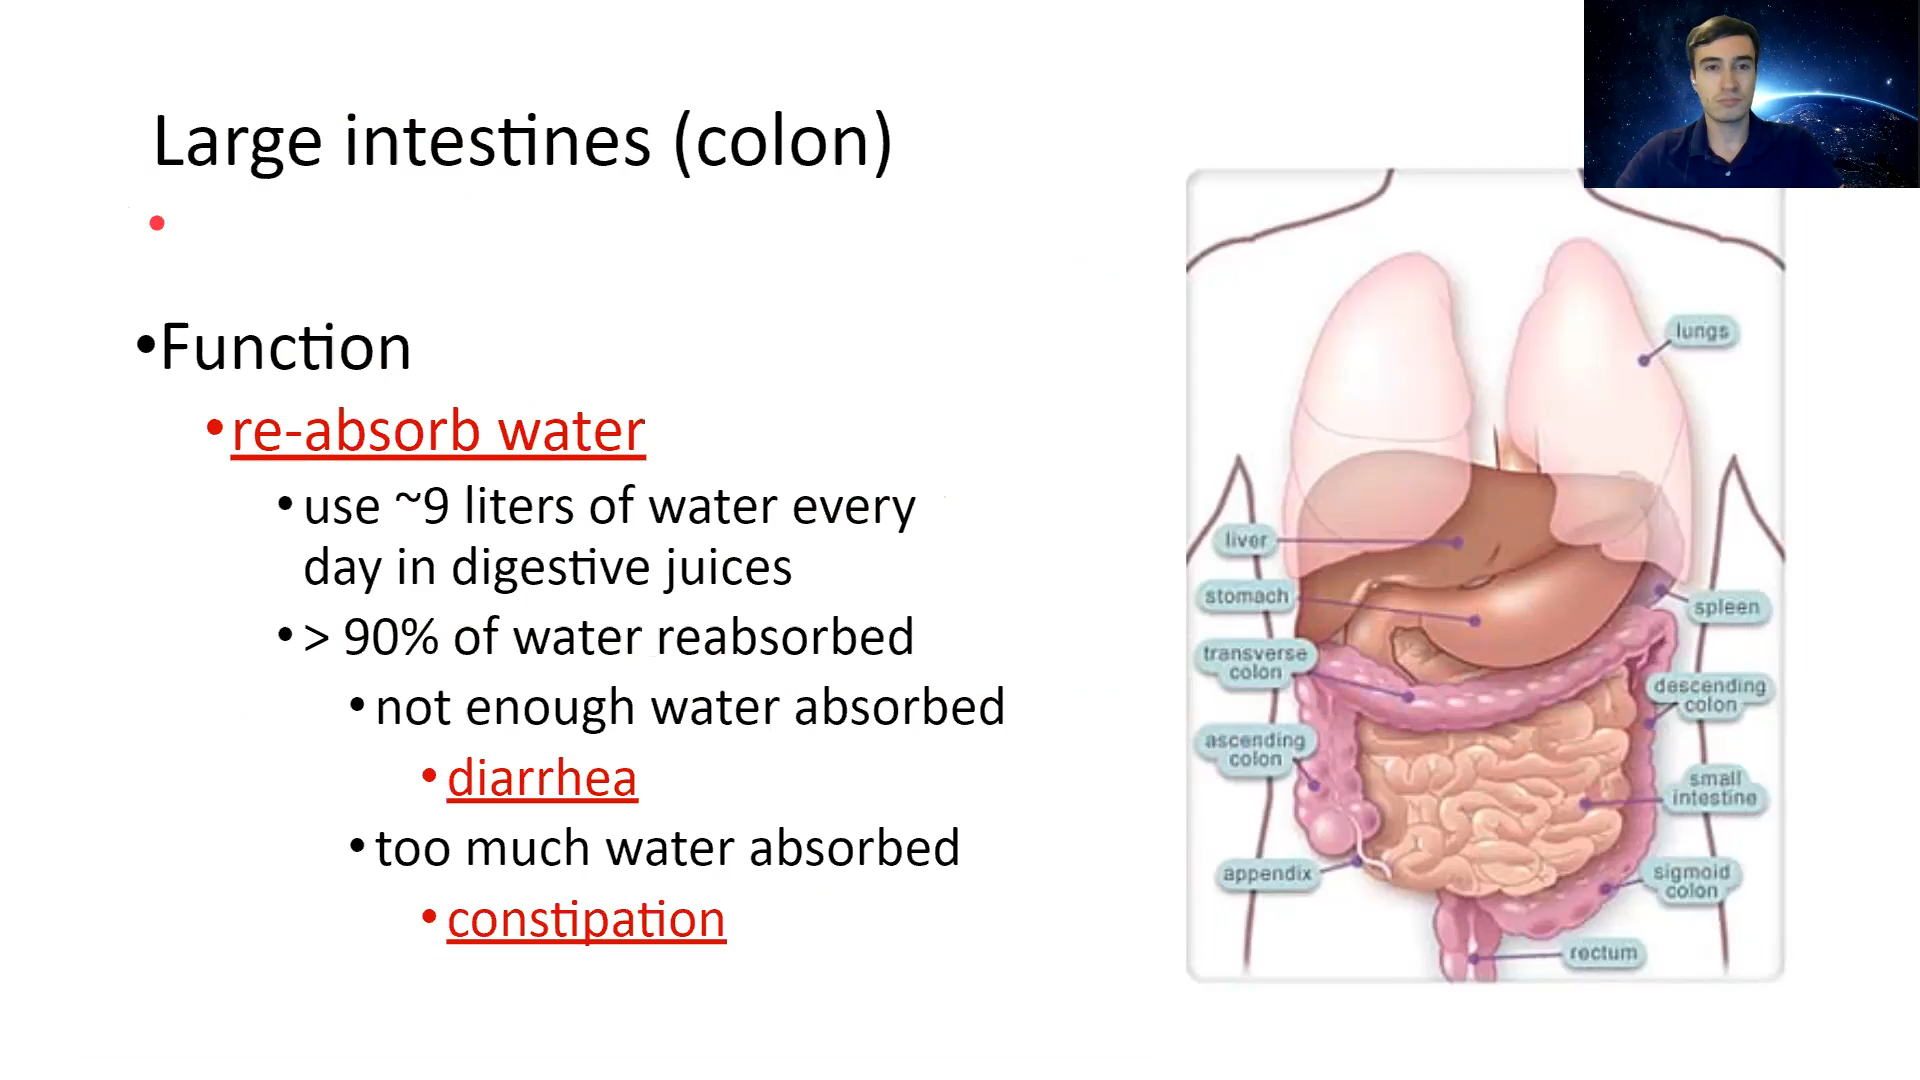 Large intestines (colon)
•
•Function
•re-absorb water
•use ~9 liters of water every
day in digestive juices
•> 90% of water reabsorbed
•not enough water absorbed
•diarrhea
•too much water absorbed
•constipation
lungs
liver
stomach
spleen
transverse
colon
descending
colon
ascending
colon
small
intestine
appendix
sigmoid
colon
rectum